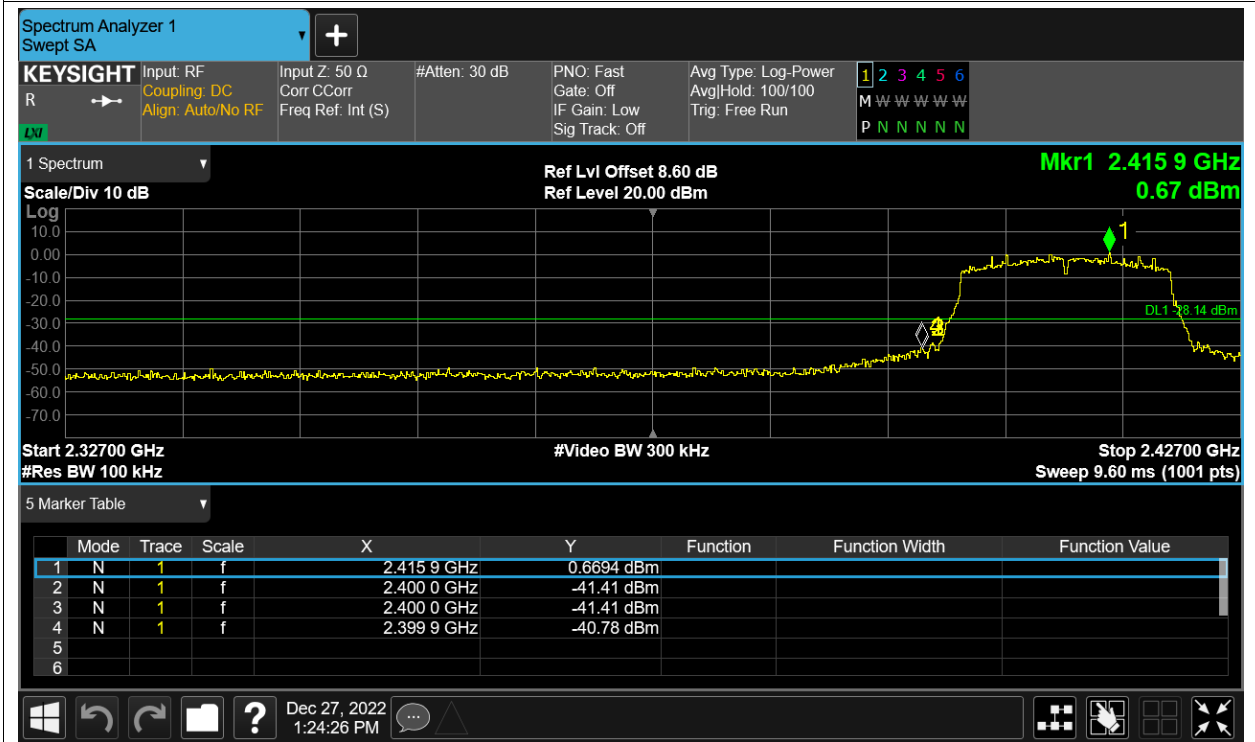 Spectrum Analyzer 1
Swept SA
+
KEYSIGHT Input: RF Input Z: 50 Ω #Atten: 30 dB PNO: Fast Avg Type: Log-Power 1 2 3 4 5 6
R Coupling: DC Corr CCorr Gate: Off Avg|Hold: 100/100 M W W W W W
Align: Auto/No RF Freq Ref: Int (S) IF Gain: Low Trig: Free Run
LXI Sig Track: Off P N N N N N
1 Spectrum Ref Lvl Offset 8.60 dB Mkr1 2.415 9 GHz
Scale/Div 10 dB Ref Level 20.00 dBm 0.67 dBm
Log
10.0 1
0.00
-10.0
-20.0
DL1 -28.14 dBm
-30.0
-40.0
-50.0
-60.0
-70.0
Start 2.32700 GHz #Video BW 300 kHz Stop 2.42700 GHz
#Res BW 100 kHz Sweep 9.60 ms (1001 pts)
5 Marker Table
Mode Trace Scale X Y Function Function Width Function Value
1 N 1 f 2.415 9 GHz 0.6694 dBm
2 N 1 f 2.400 0 GHz -41.41 dBm
3 N 1 f 2.400 0 GHz -41.41 dBm
4 N 1 f 2.399 9 GHz -40.78 dBm
5
6
? Dec 27, 2022
1:24:26 PM